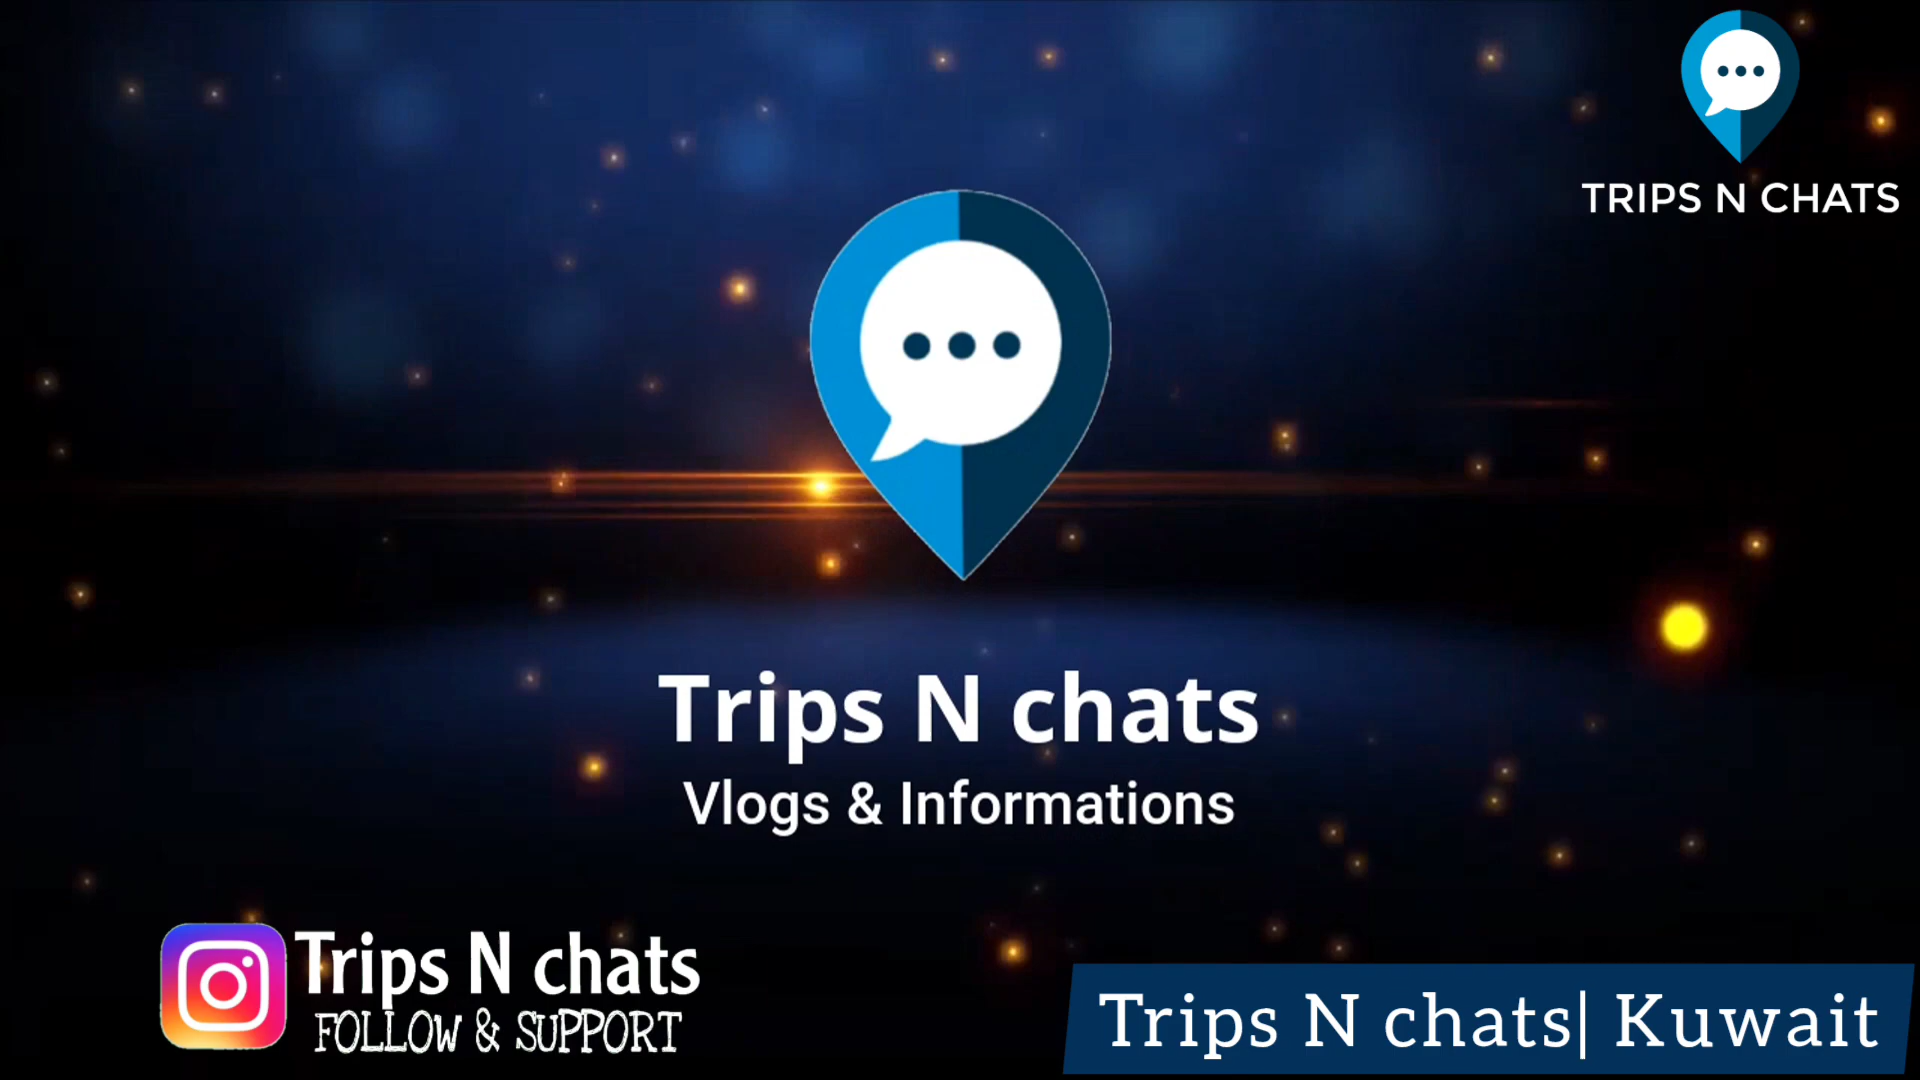 TRIPS N CHATS
Trips N chats
Vlogs & Informations
Trips N chats
FOLLOW & SUPPORT
Trips N chats| Kuwait